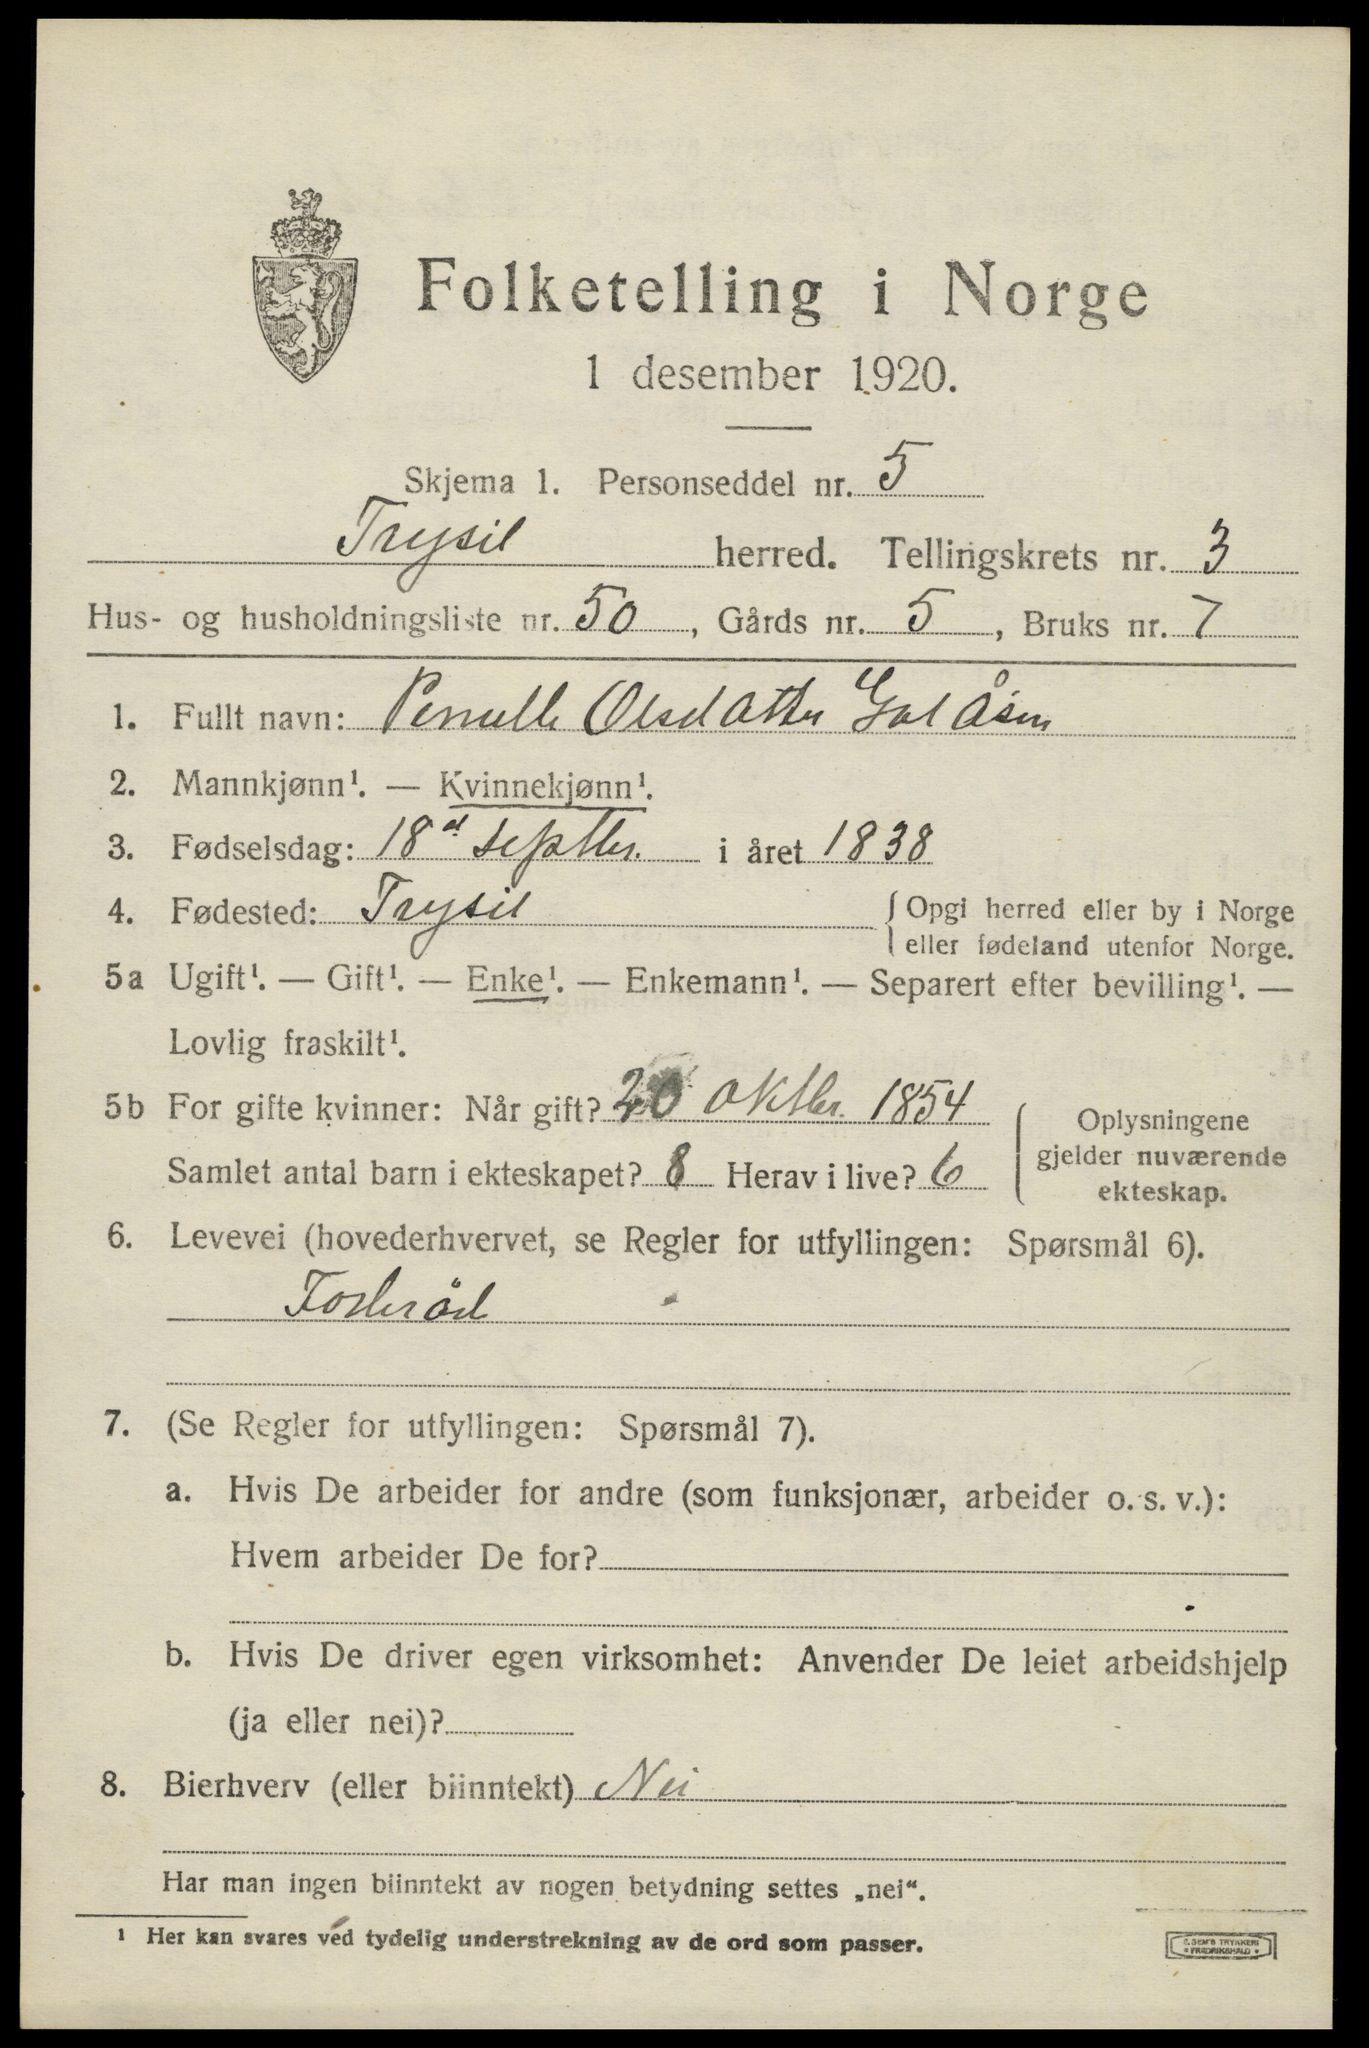 Folketelling i Norge
1 desember 1920.
Skjema 1. Personseddel nr. 5
Trysil herred. Tellingskrets nr. 3
Hus- og husholdningsliste nr. 50, Gårds nr. 5, Bruks nr. 7
1. Fullt navn: Pernille Olsdatter Galåsen
2. Mannkjønn¹. — Kvinnekjønn¹.
3. Fødselsdag: 18d septbr. i året 1838
4. Fødested: Trysil {Opgi herred eller by i Norge
eller fødeland utenfor Norge.
5a Ugift¹. — Gift¹. — Enke¹. — Enkemann¹. — Separert efter bevilling¹. —
Lovlig fraskilt¹.
5b For gifte kvinner: Når gift? 20 oktbr. 1854
Samlet antal barn i ekteskapet? 8 Herav i live? 6
Oplysningene
gjelder nuværende
ekteskap.
6. Levevei (hovederhvervet, se Regler for utfyllingen: Spørsmål 6).
Foderåd
7. (Se Regler for utfyllingen: Spørsmål 7).
a. Hvis De arbeider for andre (som funksjonær, arbeider o. s. v.):
Hvem arbeider De for?
b. Hvis De driver egen virksomhet: Anvender De leiet arbeidshjelp
(ja eller nei)?
8. Bierhverv (eller biinntekt) Nei
Har man ingen biinntekt av nogen betydning settes „nei“.
¹ Her kan svares ved tydelig understrekning av de ord som passer.
E. SEM'S TRYKKERI
• FREDRIKSHALD •